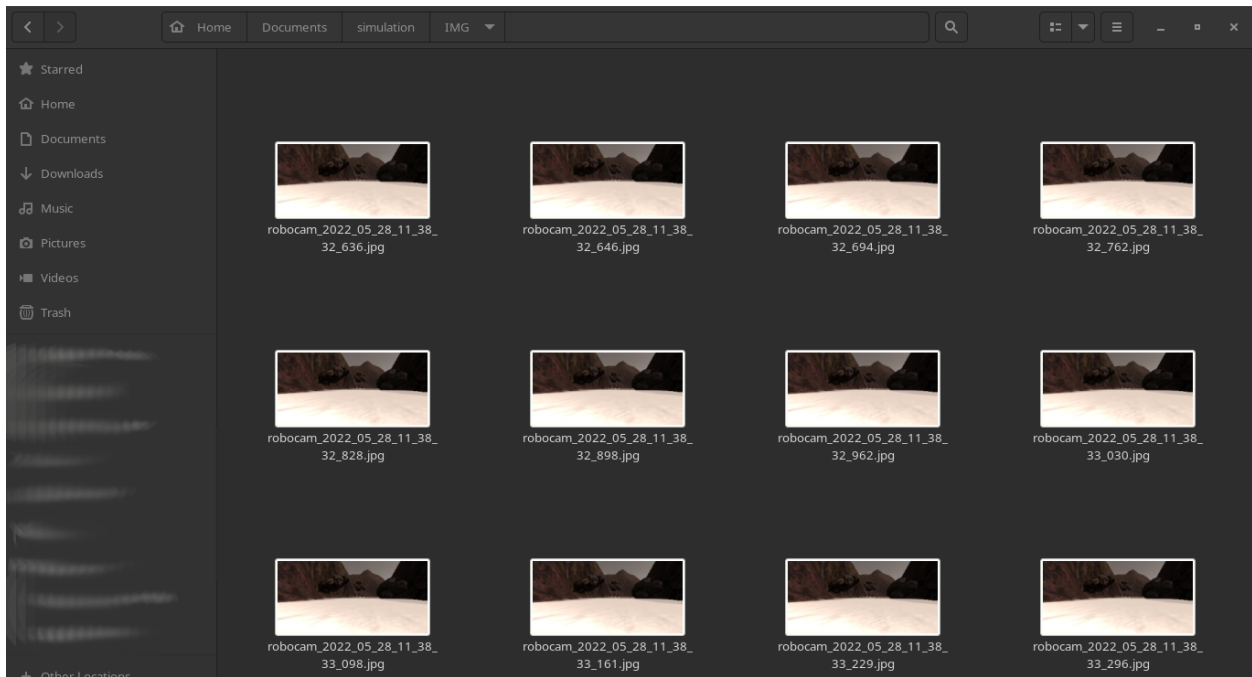 Home Documents simulation IMG
Starred
Home
Documents
Downloads
Music
Pictures
Videos
Trash
Other Locations
robocam_2022_05_28_11_38_
32_636.jpg
robocam_2022_05_28_11_38_
32_646.jpg
robocam_2022_05_28_11_38_
32_694.jpg
robocam_2022_05_28_11_38_
32_762.jpg
robocam_2022_05_28_11_38_
32_828.jpg
robocam_2022_05_28_11_38_
32_898.jpg
robocam_2022_05_28_11_38_
32_962.jpg
robocam_2022_05_28_11_38_
33_030.jpg
robocam_2022_05_28_11_38_
33_098.jpg
robocam_2022_05_28_11_38_
33_161.jpg
robocam_2022_05_28_11_38_
33_229.jpg
robocam_2022_05_28_11_38_
33_296.jpg